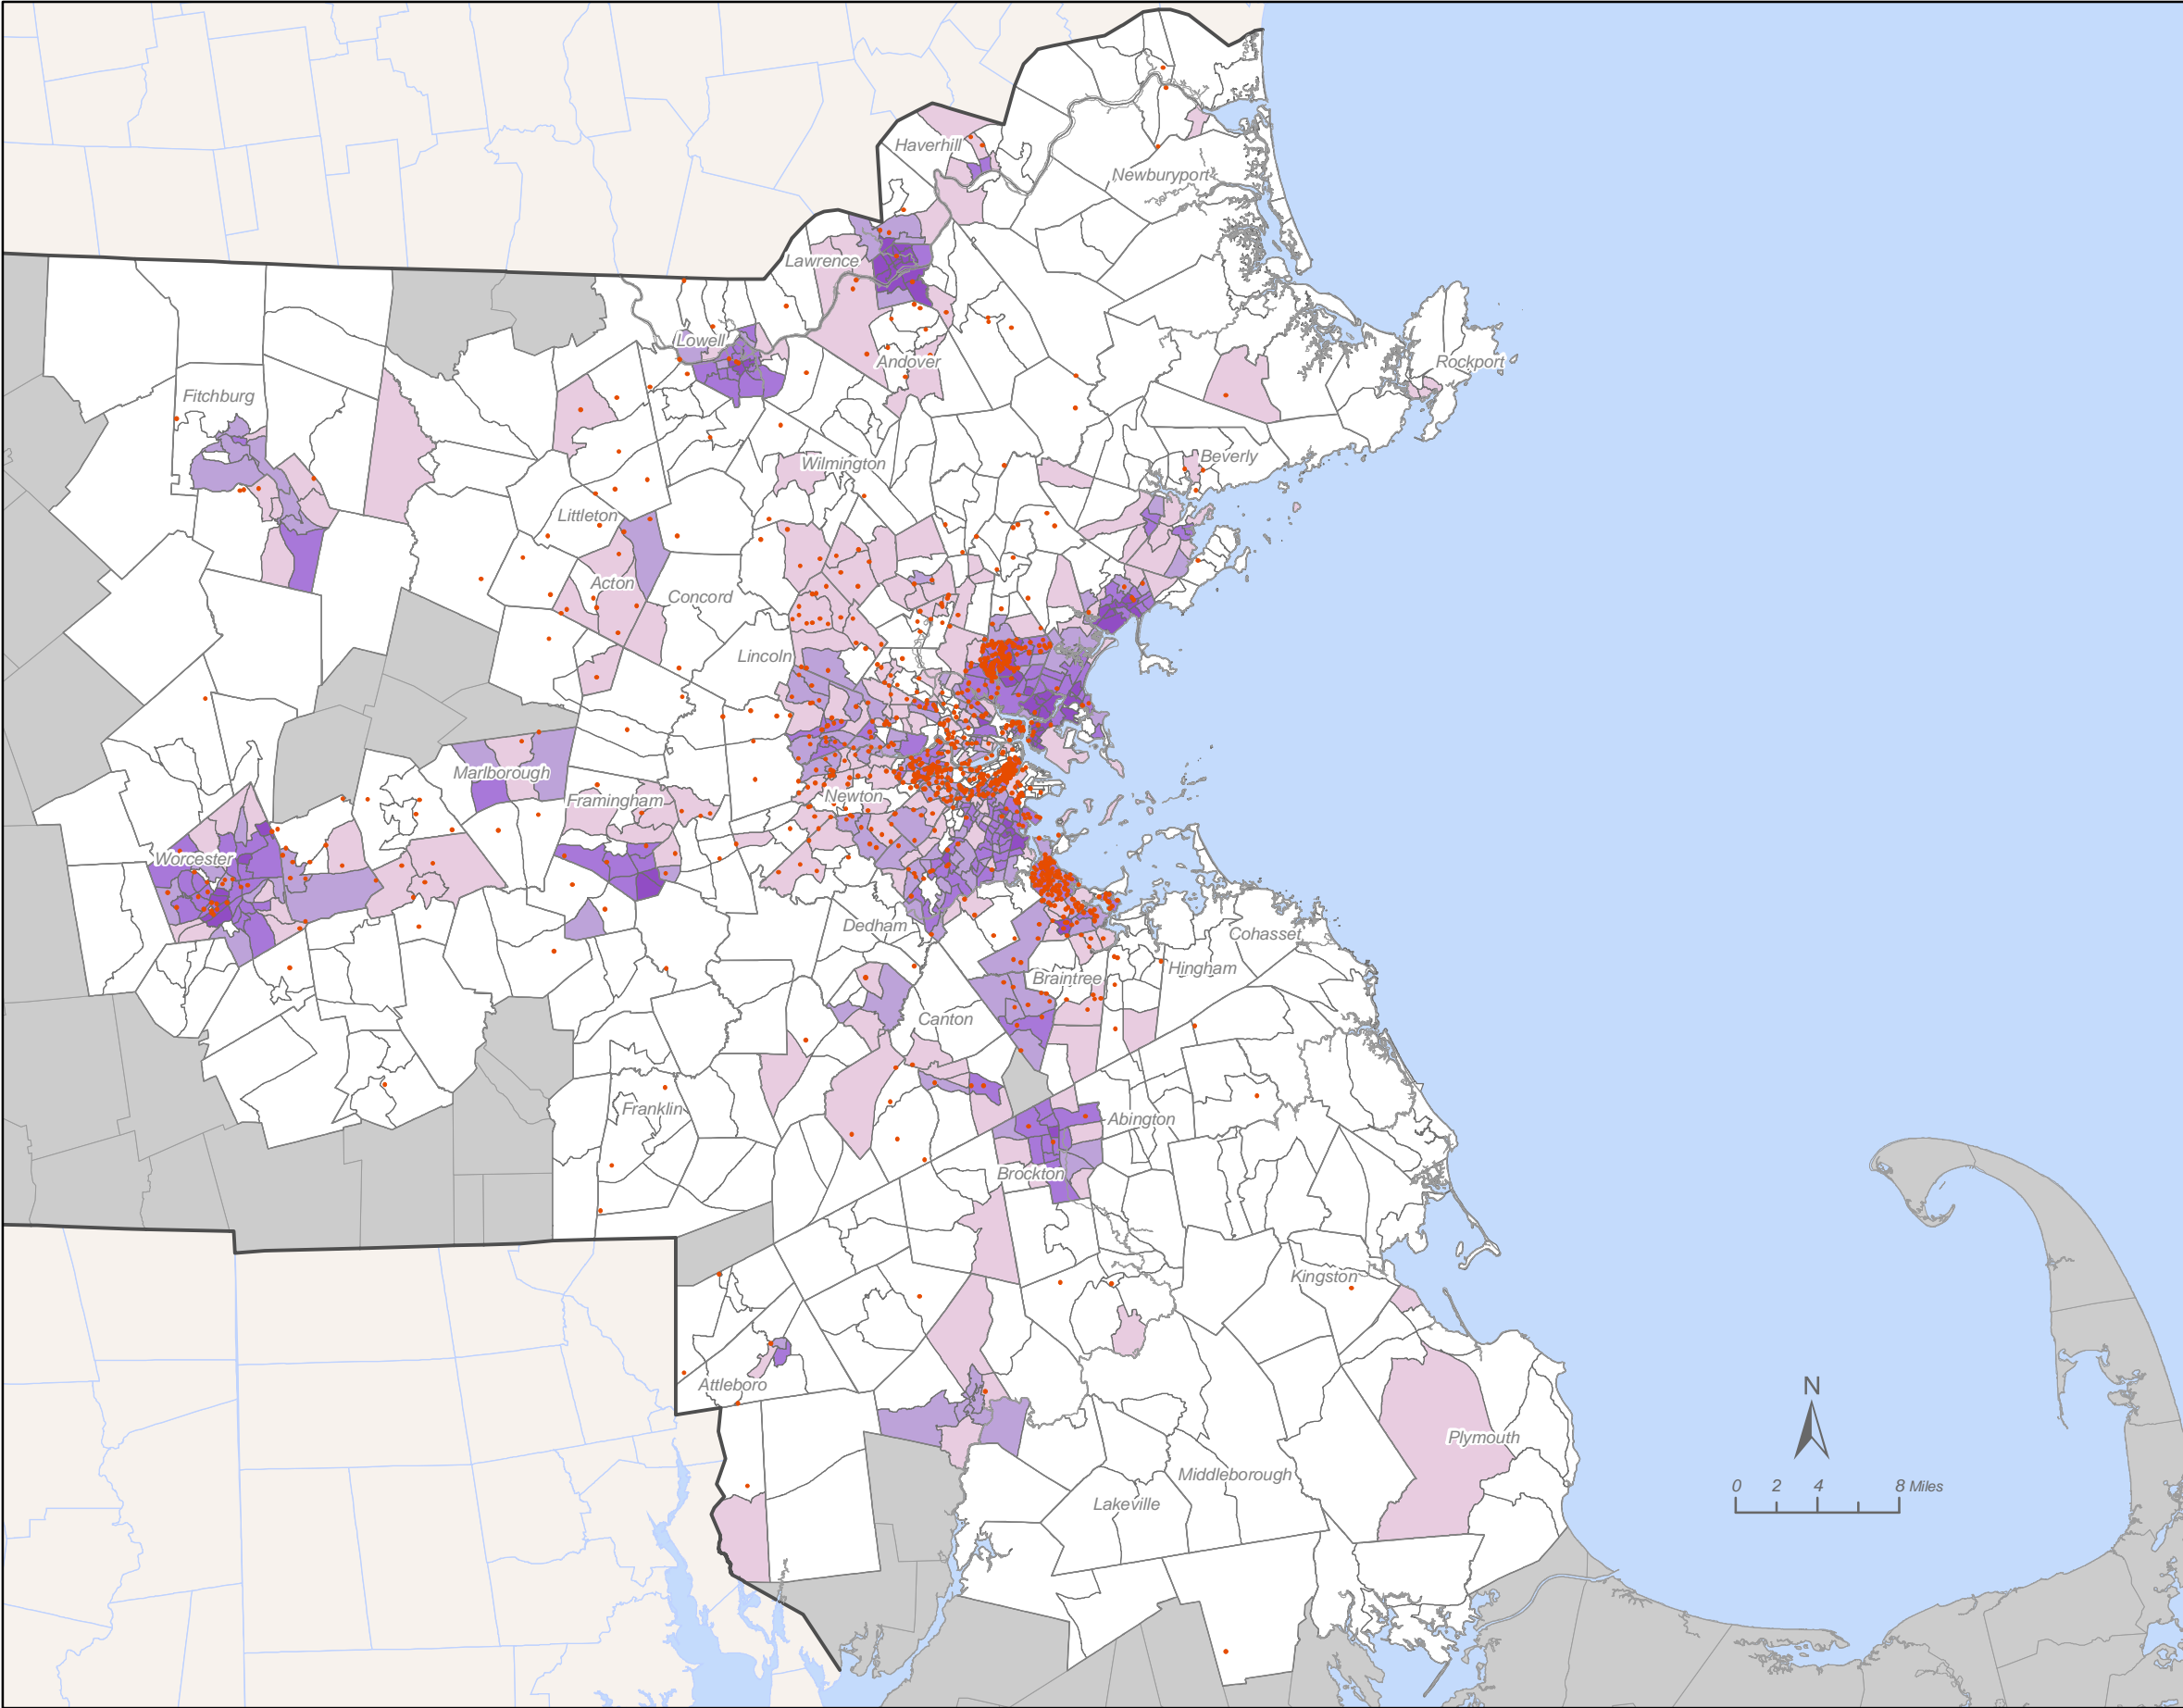 Haverhill
Newburyport
Lawrence
Lowell
Andover
Rockport
Fitchburg
Beverly
Wilmington
Littleton
Acton
Concord
Lincoln
Marlborough
Framingham
Newton
Worcester
Dedham
Cohasset
Hingham
Braintree
Canton
Franklin
Abington
Brockton
Kingston
Attleboro
N
Plymouth
Middleborough
Lakeville
0 2 4 8 Miles